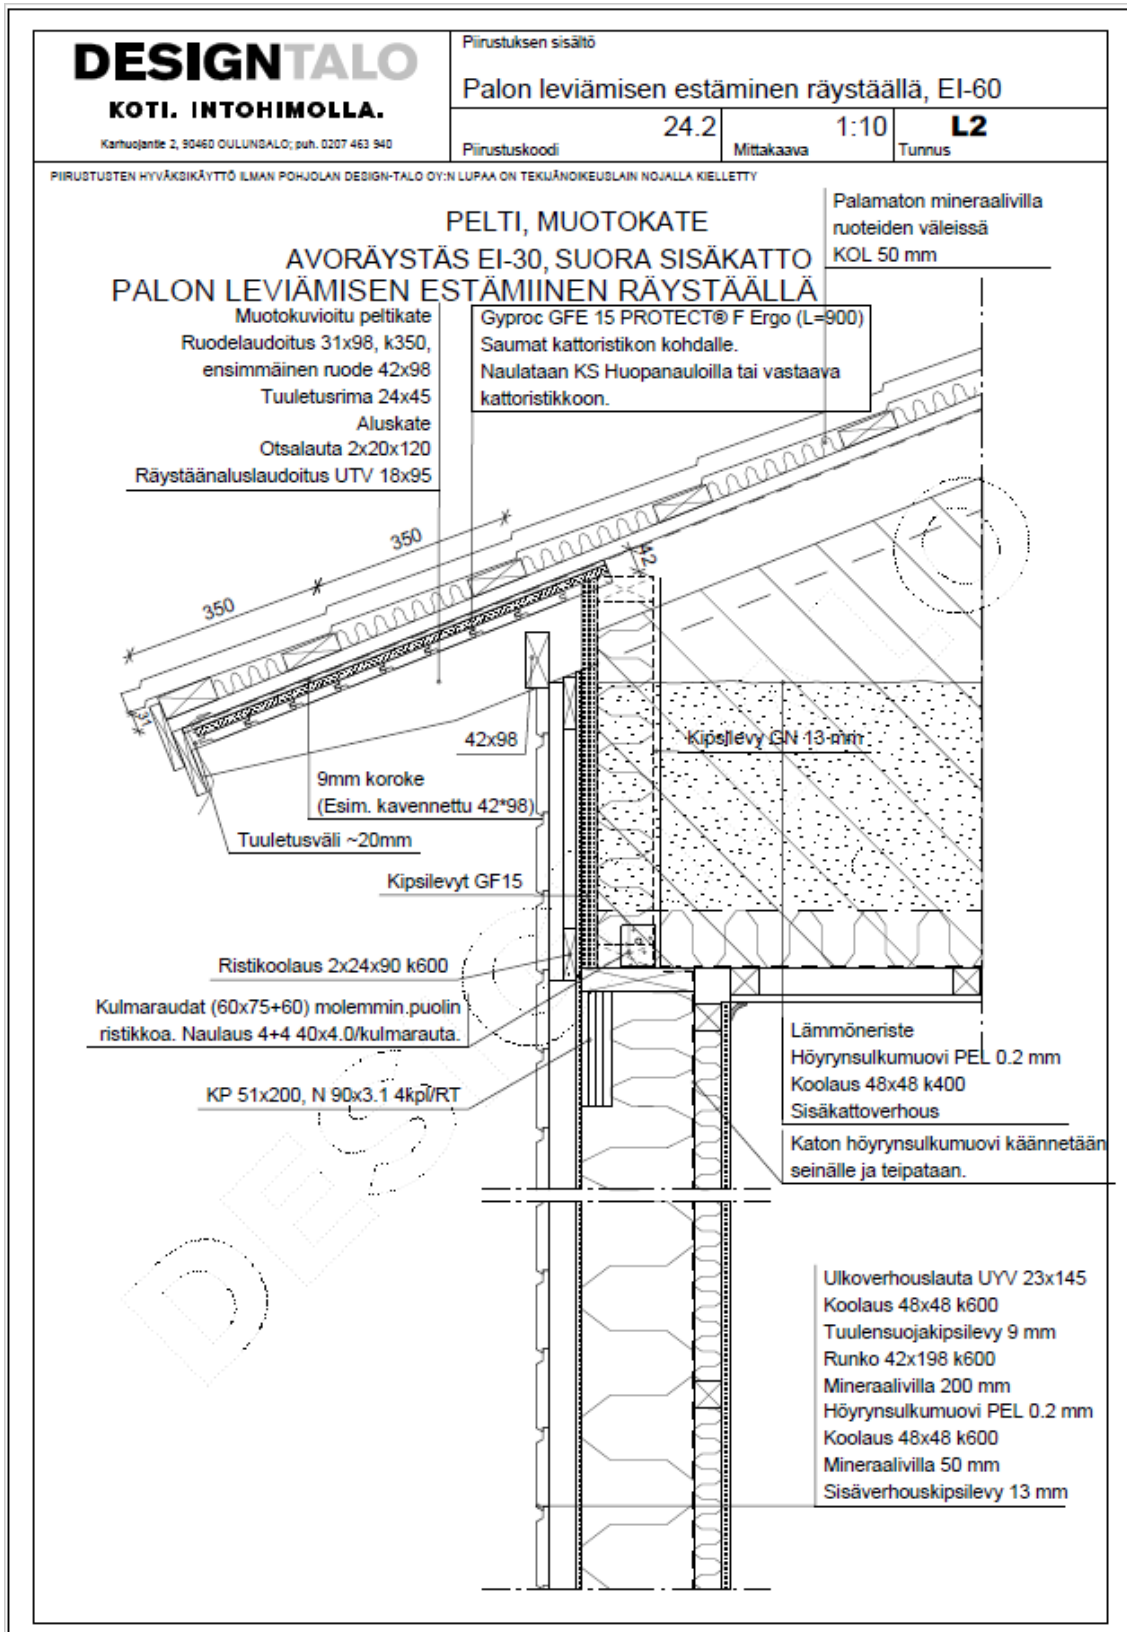 DESIGNTALO
KOTI. INTOHIMOLLA.
Karhuojantie 2, 90460 OULUNSALO; puh. 0207 463 940
Piirustuksen sisältö
Palon leviämisen estäminen räystäällä, EI-60
24.2
Piirustuskoodi
1:10
Mittakaava
L2
Tunnus
PIIRUSTUSTEN HYVÄKSIKÄYTTÖ ILMAN POHJOLAN DESIGN-TALO OY:N LUPAA ON TEKIJÄNOIKEUSLAIN NOJALLA KIELLETTY
Palamaton mineraalivilla
ruoteiden väleissä
KOL 50 mm
PELTI, MUOTOKATE
AVORÄYSTÄS EI-30, SUORA SISÄKATTO
PALON LEVIÄMISEN ESTÄMIINEN RÄYSTÄÄLLÄ
Muotokuvioitu peltikate
Ruodelaudoitus 31x98, k350,
ensimmäinen ruode 42x98
Tuuletusrima 24x45
Aluskate
Otsalauta 2x20x120
Räystäänaluslaudoitus UTV 18x95
Gyproc GFE 15 PROTECT® F Ergo (L=900)
Saumat kattoristikon kohdalle.
Naulataan KS Huopanauloilla tai vastaava
kattoristikkoon.
350
350
42
31
42x98
Kipsilevy GN 13 mm
9mm koroke
(Esim. kavennettu 42*98)
Tuuletusväli ~20mm
Kipsilevyt GF15
Ristikoolaus 2x24x90 k600
Kulmaraudat (60x75+60) molemmin.puolin
ristikkoa. Naulaus 4+4 40x4.0/kulmarauta.
KP 51x200, N 90x3.1 4kpl/RT
Lämmöneriste
Höyrynsulkumuovi PEL 0.2 mm
Koolaus 48x48 k400
Sisäkattoverhous
Katon höyrynsulkumuovi käännetään
seinälle ja teipataan.
Ulkoverhouslauta UYV 23x145
Koolaus 48x48 k600
Tuulensuojakipsilevy 9 mm
Runko 42x198 k600
Mineraalivilla 200 mm
Höyrynsulkumuovi PEL 0.2 mm
Koolaus 48x48 k600
Mineraalivilla 50 mm
Sisäverhouskipsilevy 13 mm